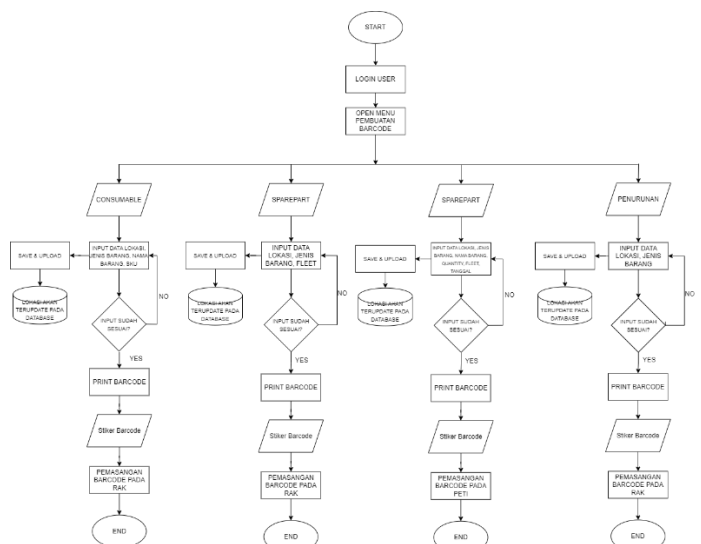 START
LOGIN USER
OPEN MENU
PEMBUATAN
BARCODE
CONSUMABLE
SPAREPART
SPAREPART
PENURUNAN
SAVE & UPLOAD
INPUT DATA LOKASI,
JENIS BARANG, NAMA
BARANG, SKU
SAVE & UPLOAD
INPUT DATA
LOKASI, JENIS
BARANG, FLEET
SAVE & UPLOAD
INPUT DATA LOKASI, JENIS
BARANG, NAMA BARANG,
QUANTITY, FLEET,
TANGGAL
SAVE & UPLOAD
INPUT DATA
LOKASI, JENIS
BARANG
LOKASI AKAN
TERUPDATE PADA
DATABASE
NO
LOKASI AKAN
TERUPDATE PADA
DATABASE
NO
LOKASI AKAN
TERUPDATE PADA
DATABASE
NO
LOKASI AKAN
TERUPDATE PADA
DATABASE
NO
INPUT SUDAH
SESUAI?
INPUT SUDAH
SESUAI?
INPUT SUDAH
SESUAI?
INPUT SUDAH
SESUAI?
YES
YES
YES
YES
PRINT BARCODE
PRINT BARCODE
PRINT BARCODE
PRINT BARCODE
Stiker Barcode
Stiker Barcode
Stiker Barcode
Stiker Barcode
PEMASANGAN
BARCODE PADA
RAK
PEMASANGAN
BARCODE PADA
RAK
PEMASANGAN
BARCODE PADA
PETI
PEMASANGAN
BARCODE PADA
RAK
END
END
END
END